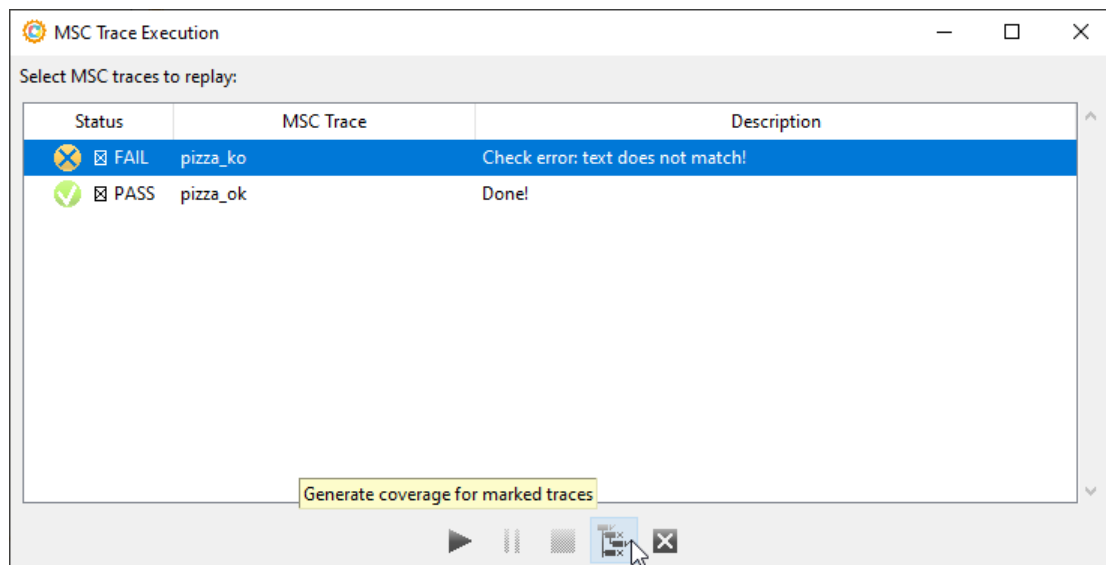 MSC Trace Execution
Select MSC traces to replay:
Status MSC Trace Description
FAIL pizza_ko Check error: text does not match!
PASS pizza_ok Done!
Generate coverage for marked traces